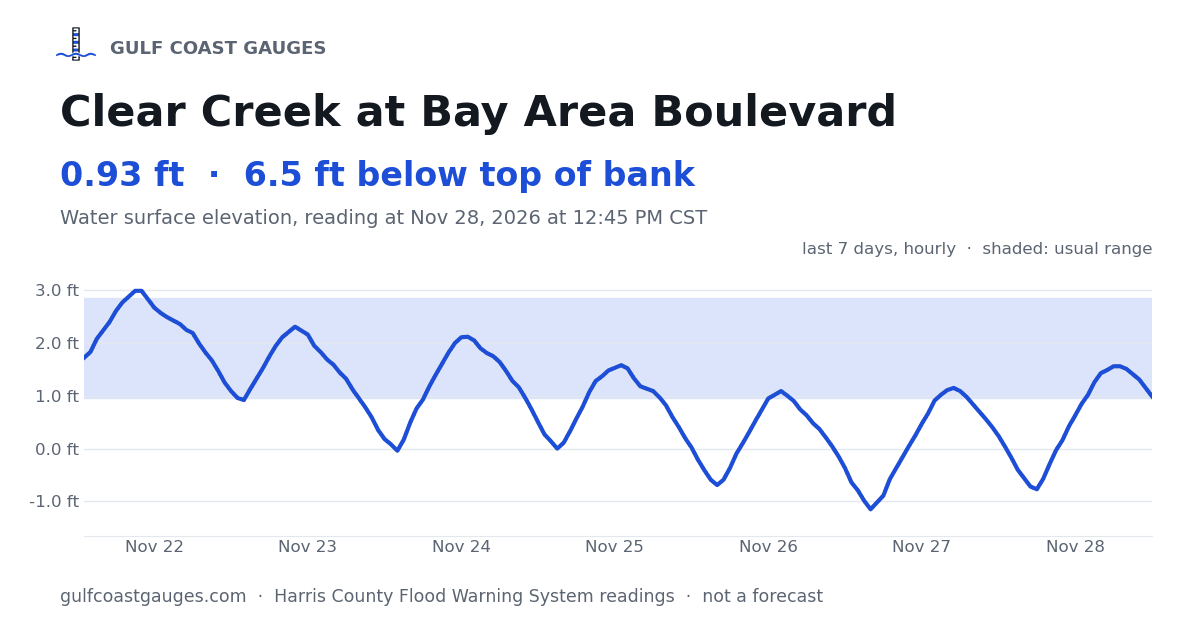 GULF COAST GAUGES
Clear Creek at Bay Area Boulevard
0.93 ft · 6.5 ft below top of bank
Water surface elevation, reading at Nov 28, 2026 at 12:45 PM CST
last 7 days, hourly · shaded: usual range
3.0 ft
2.0 ft
1.0 ft
0.0 ft
-1.0 ft
Nov 22 Nov 23 Nov 24 Nov 25 Nov 26 Nov 27 Nov 28
gulfcoastgauges.com · Harris County Flood Warning System readings · not a forecast